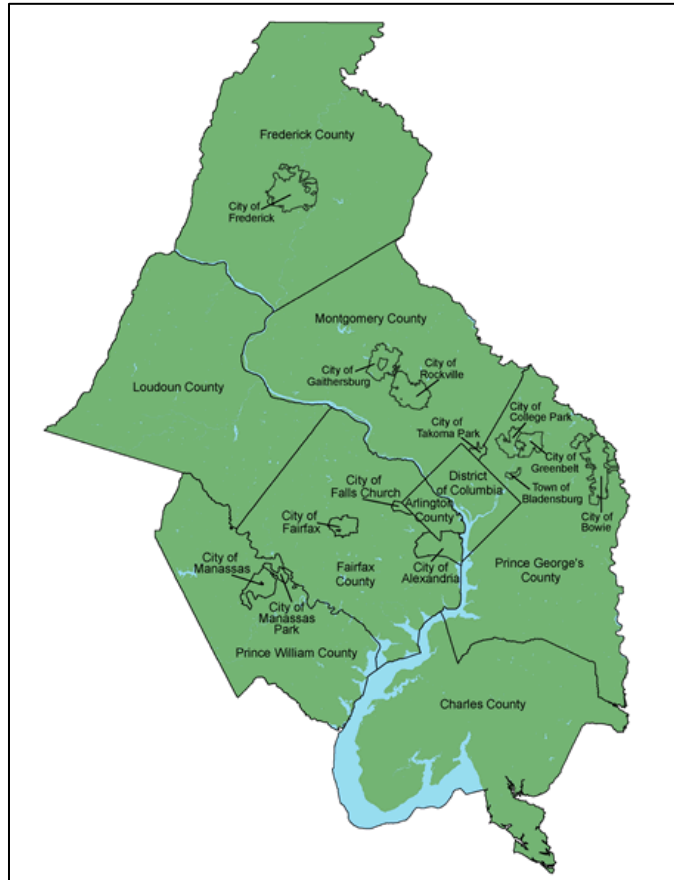 Frederick County
City of
Frederick
Montgomery County
City of
Gaithersburg
City of
Rockville
Loudoun County
City of
Takoma Park
City of
College Park
City of
Greenbelt
City of
Falls Church
District
of Columbia
Town of
Bladensburg
City of
Bowie
Arlington
County
City of
Fairfax
City of
Alexandria
Fairfax
County
City of
Manassas
City of
Manassas
Park
Prince George's
County
Prince William County
Charles County